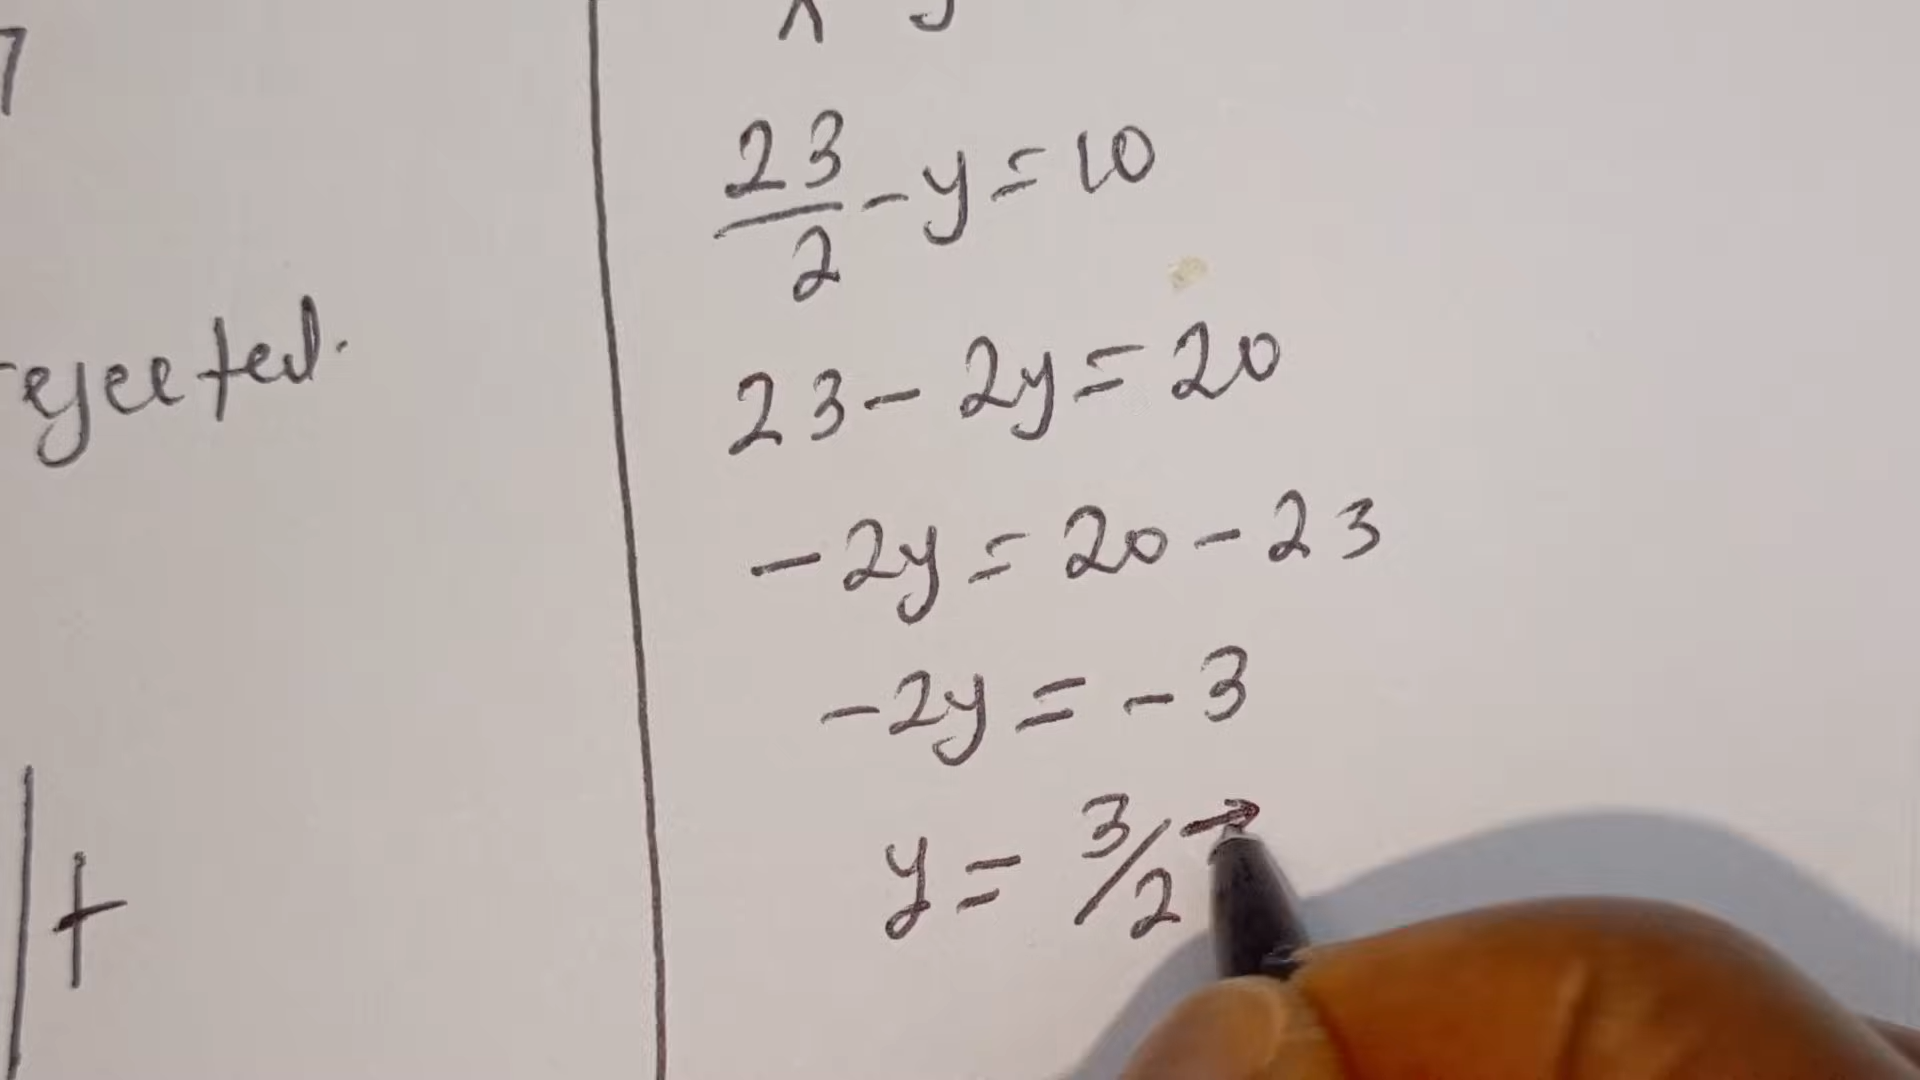 rejected.
23/2 - y = 10
23 - 2y = 20
- 2y = 20 - 23
- 2y = - 3
y = 3/2 →